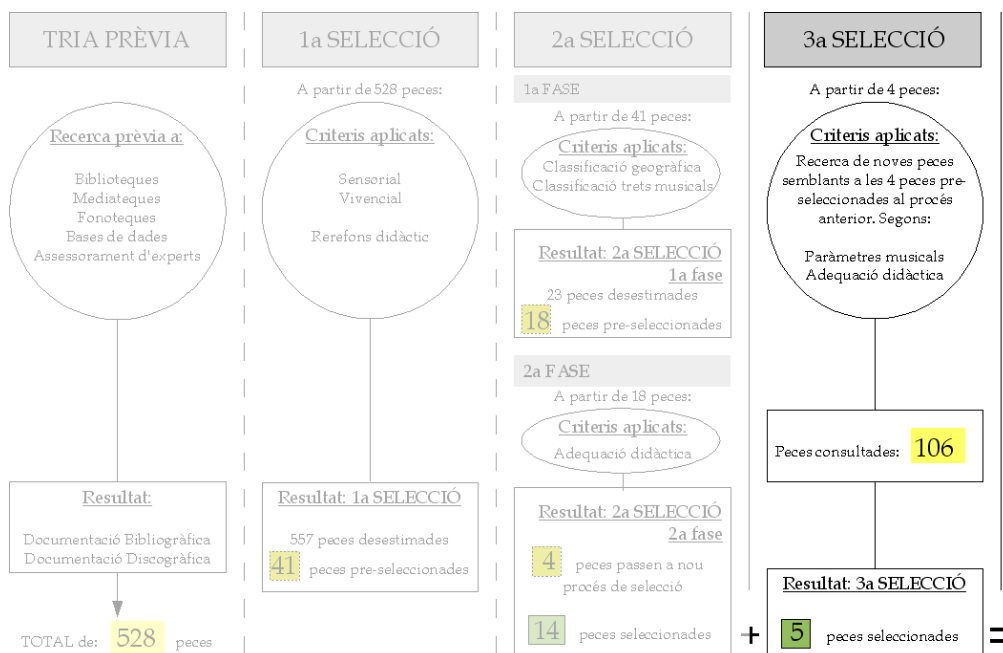 TRIA PRÈVIA
Recerca prèvia a:
Biblioteques
Mediateques
Fonoteques
Bases de dades
Assessorament d'experts
Resultat:
Documentació Bibliogràfica
Documentació Discogràfica
TOTAL de: 528 peces
1a SELECCIÓ
A partir de 528 peces:
Criteris aplicats:
Sensorial
Vivencial
Rerefons didàctic
Resultat: 1a SELECCIÓ
557 peces desestimades
41 peces pre-seleccionades
2a SELECCIÓ
1a FASE
A partir de 41 peces:
Criteris aplicats:
Classificació geogràfica
Classificació trets musicals
Resultat: 2a SELECCIÓ
1a fase
23 peces desestimades
18 peces pre-seleccionades
2a FASE
A partir de 18 peces:
Criteris aplicats:
Adequació didàctica
Resultat: 2a SELECCIÓ
2a fase
4 peces passen a nou
procés de selecció
14 peces seleccionades
+
3a SELECCIÓ
A partir de 4 peces:
Criteris aplicats:
Recerca de noves peces
semblants a les 4 peces pre-
seleccionades al procés
anterior. Segons:
Paràmetres musicals
Adequació didàctica
Peces consultades: 106
Resultat: 3a SELECCIÓ
5 peces seleccionades
=